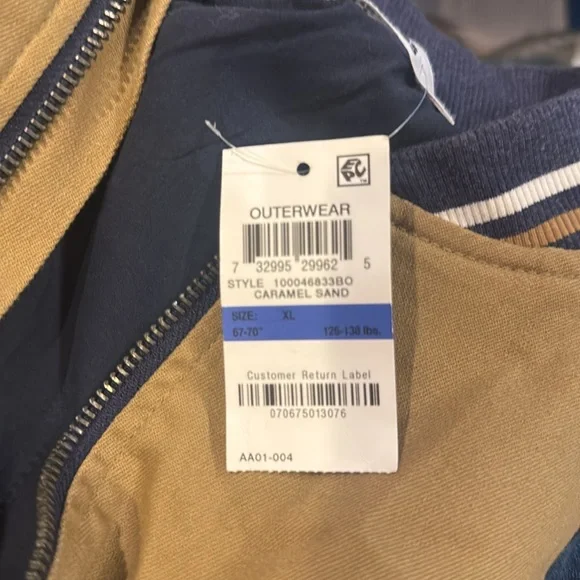 EPC
OUTERWEAR
7 32995 29962 5
STYLE 100046833BO
CARAMEL SAND
SIZE: XL
67-70" 126-138 lbs.
Customer Return Label
070675013076
AA01-004